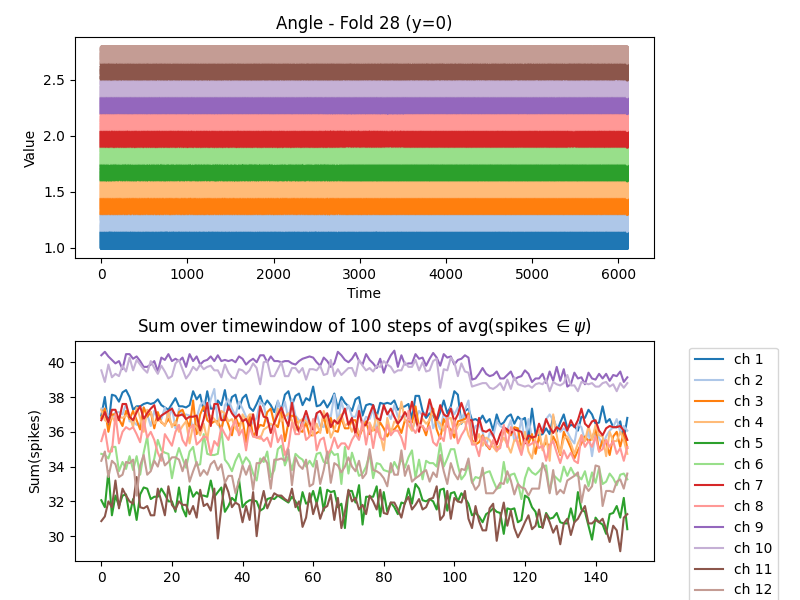 Angle - Fold 28 (y=0)
2.5
2.0
1.5
1.0
Value
0 1000 2000 3000 4000 5000 6000
Time
Sum over timewindow of 100 steps of avg(spikes ∈ ψ)
40
38
36
34
32
30
Sum(spikes)
0 20 40 60 80 100 120 140
ch 1
ch 2
ch 3
ch 4
ch 5
ch 6
ch 7
ch 8
ch 9
ch 10
ch 11
ch 12